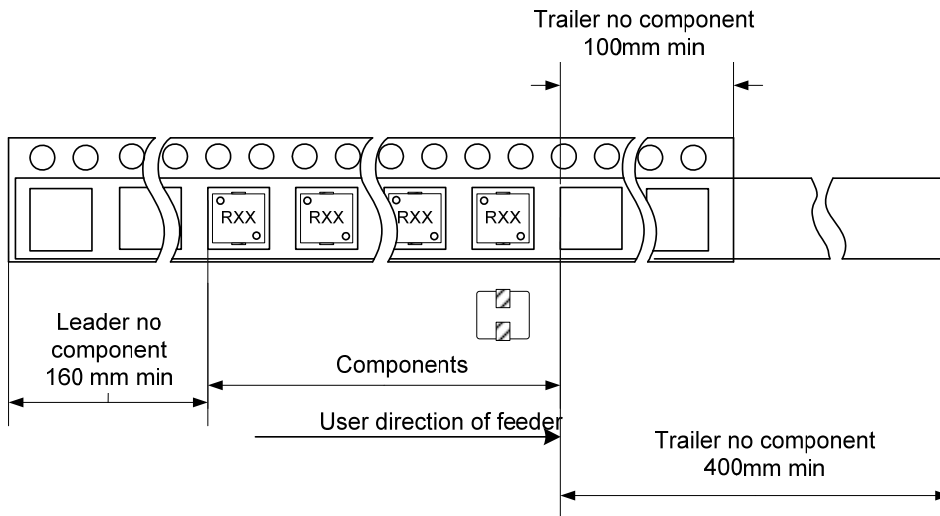 Trailer no component
100mm min
RXX
RXX
RXX
RXX
Leader no
component
160 mm min
Components
User direction of feeder
Trailer no component
400mm min